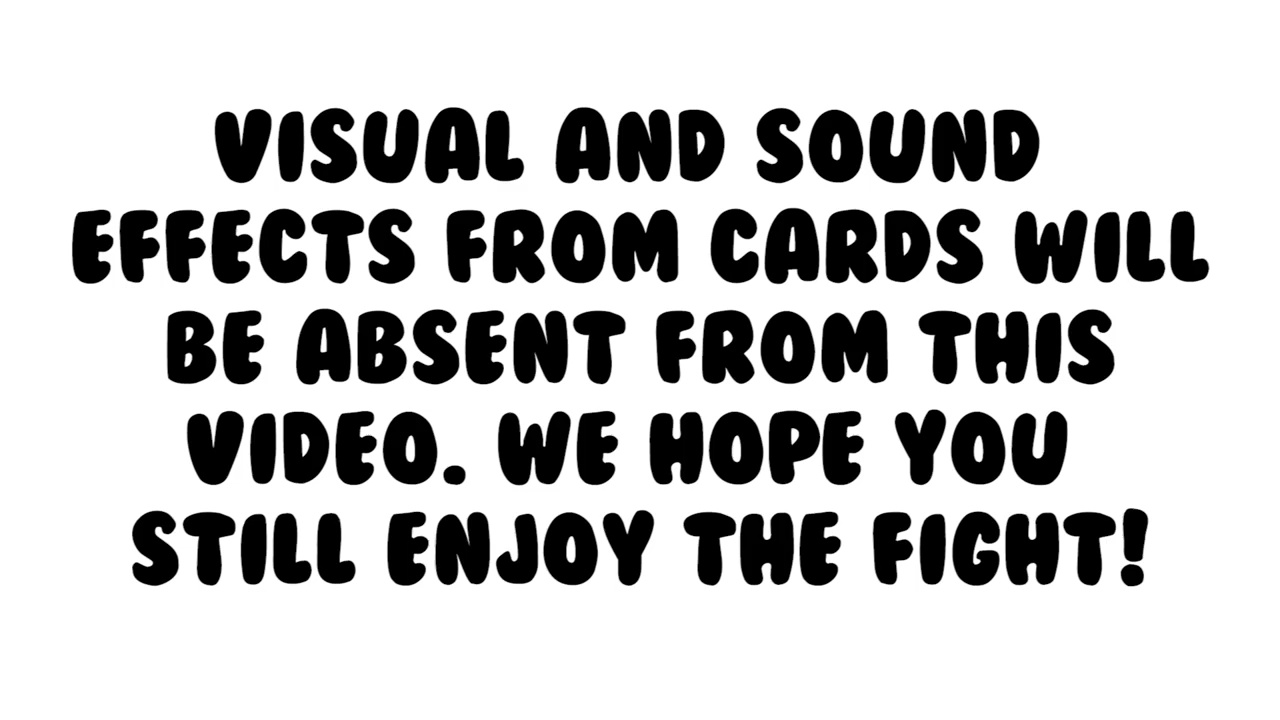 VISUAL AND SOUND
EFFECTS FROM CARDS WILL
BE ABSENT FROM THIS
VIDEO. WE HOPE YOU
STILL ENJOY THE FIGHT!